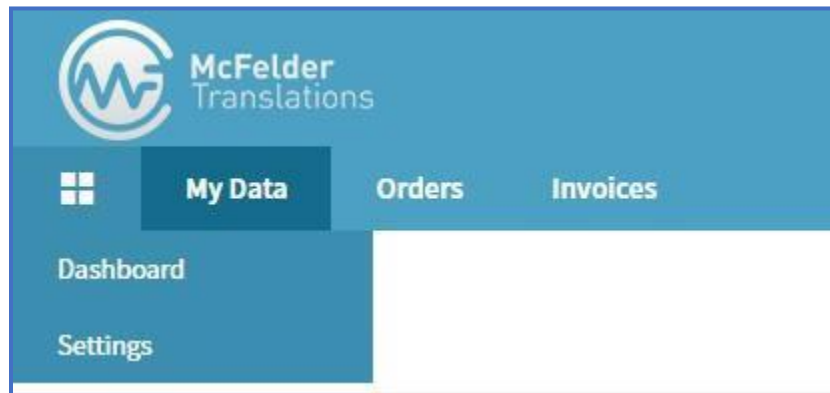 McFelder
Translations
My Data Orders Invoices
Dashboard
Settings